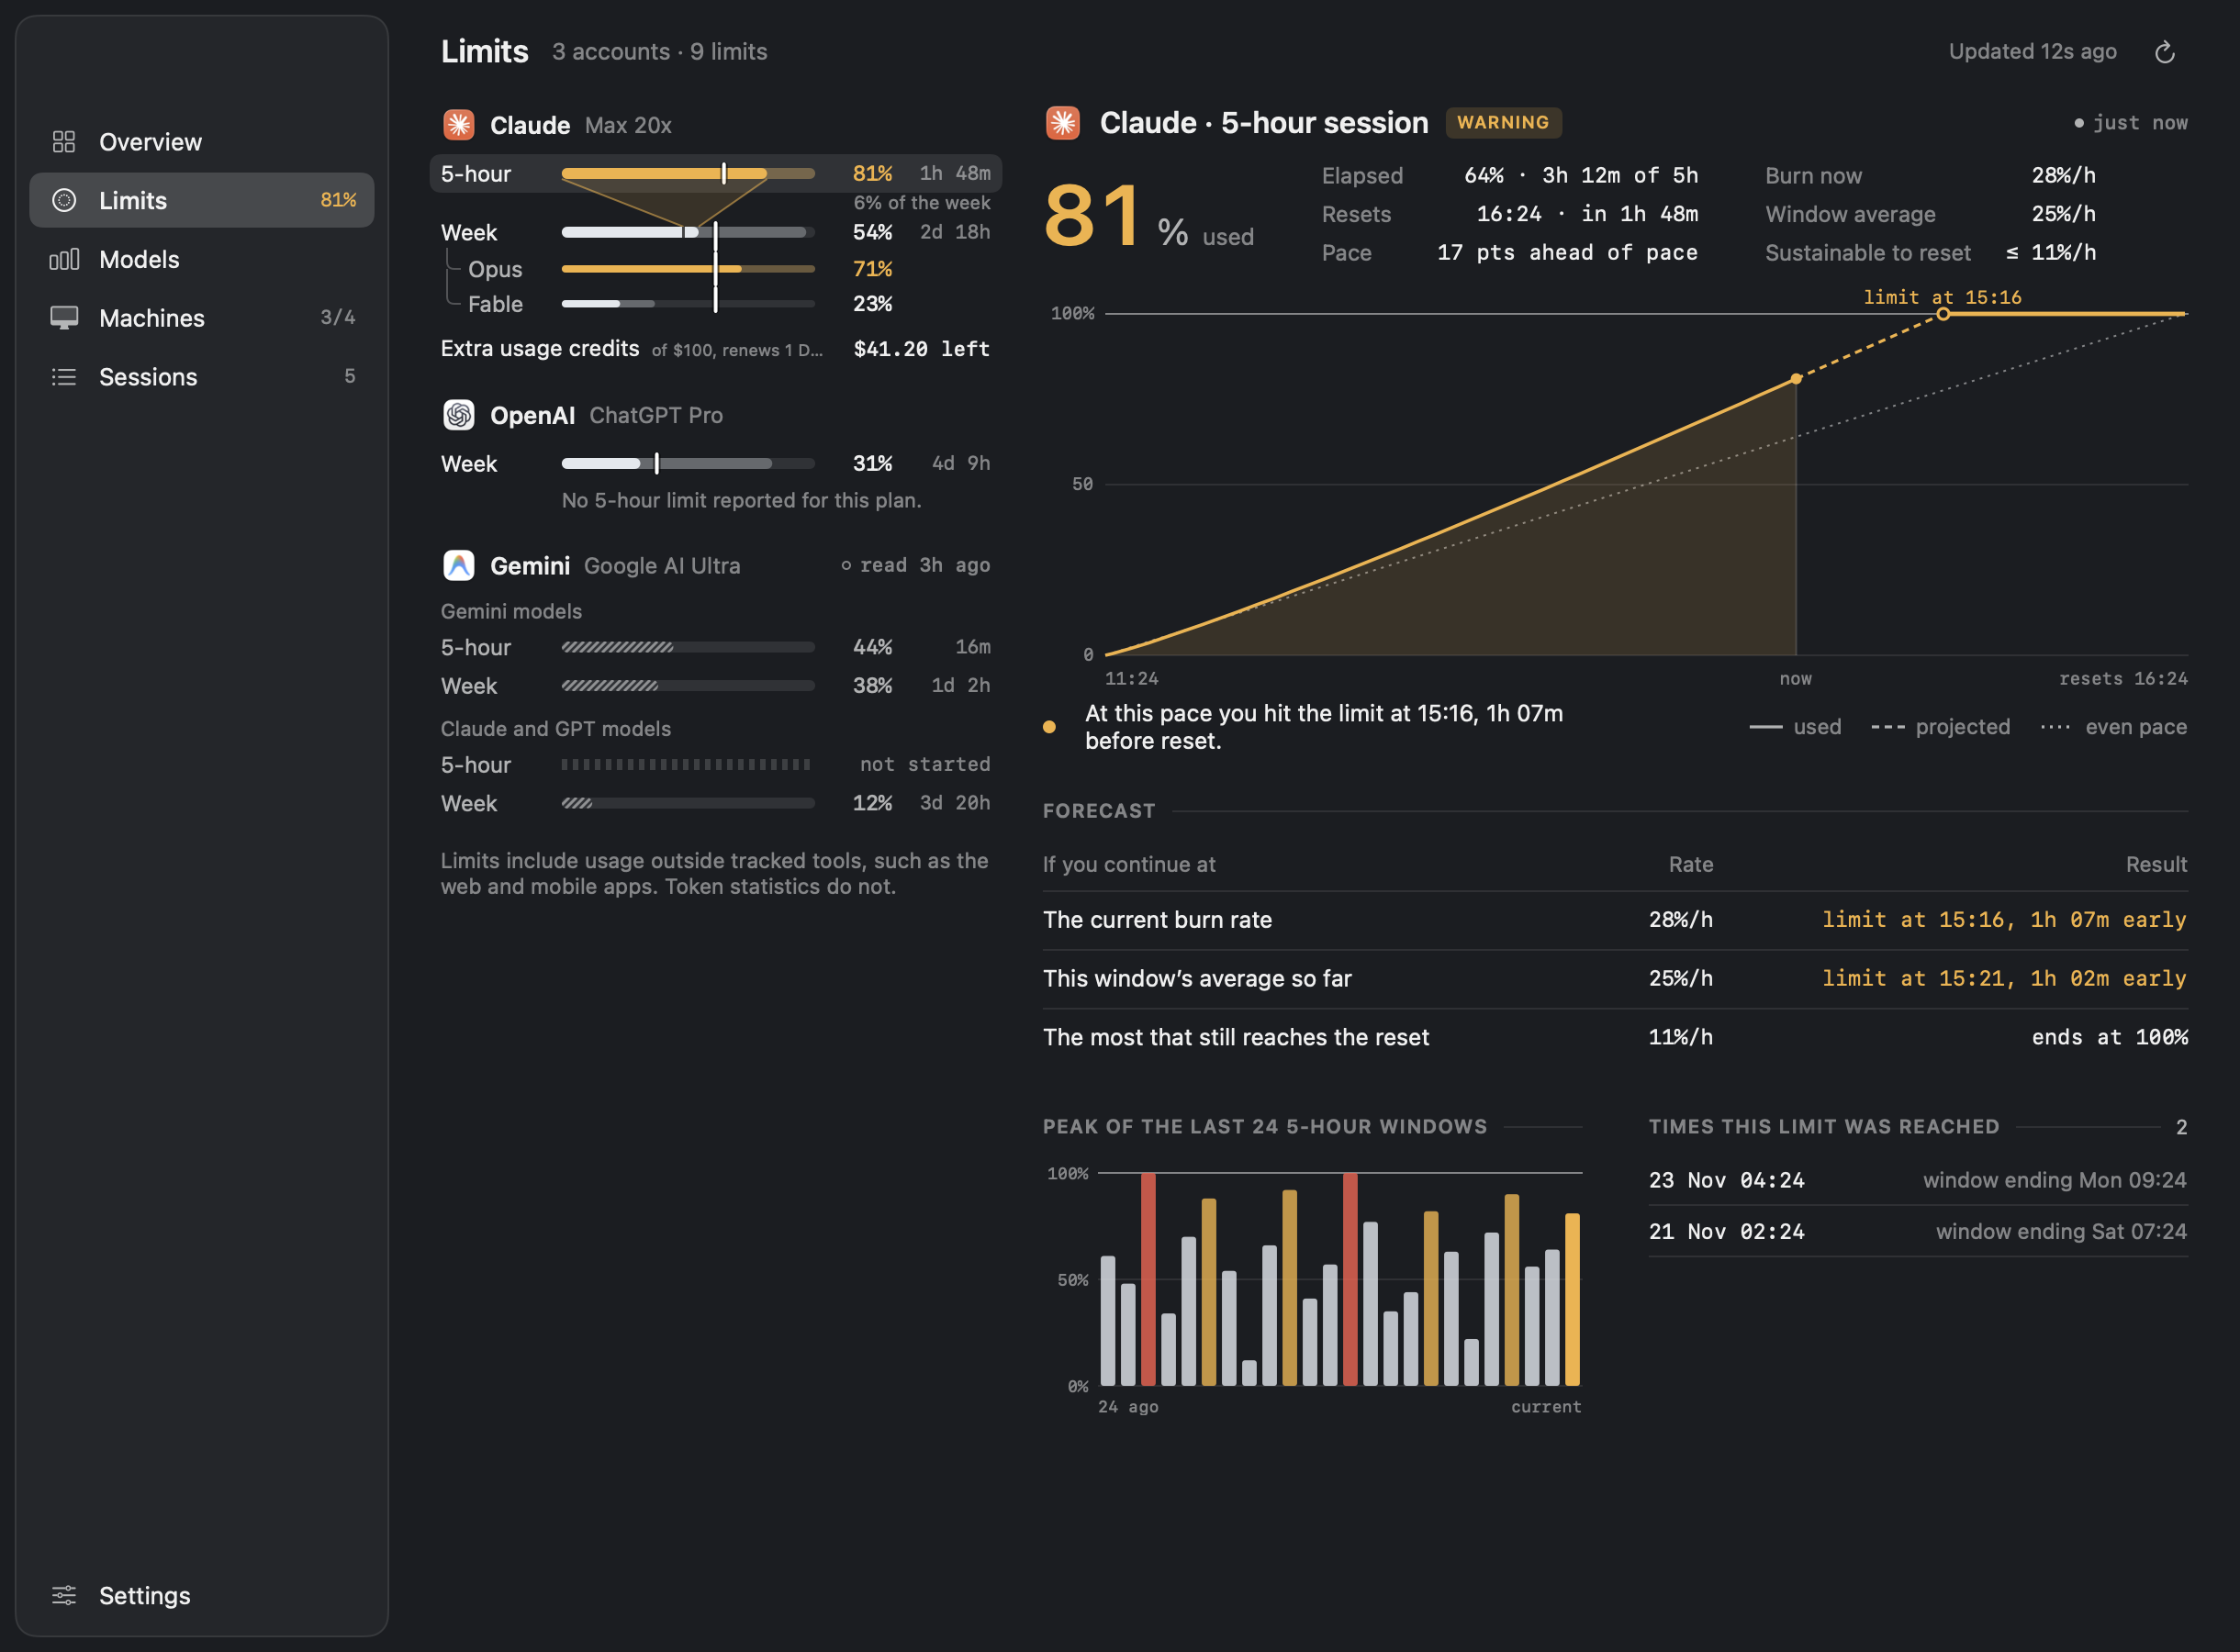 Overview
Limits 81%
Models
Machines 3/4
Sessions 5
Settings
Limits 3 accounts · 9 limits
Updated 12s ago
Claude Max 20x
5-hour 81% 1h 48m
6% of the week
Week 54% 2d 18h
Opus 71%
Fable 23%
Extra usage credits of $100, renews 1 D… $41.20 left
OpenAI ChatGPT Pro
Week 31% 4d 9h
No 5-hour limit reported for this plan.
Gemini Google AI Ultra read 3h ago
Gemini models
5-hour 44% 16m
Week 38% 1d 2h
Claude and GPT models
5-hour not started
Week 12% 3d 20h
Limits include usage outside tracked tools, such as the
web and mobile apps. Token statistics do not.
Claude · 5-hour session WARNING
just now
81 % used
Elapsed 64% · 3h 12m of 5h
Resets 16:24 · in 1h 48m
Pace 17 pts ahead of pace
Burn now 28%/h
Window average 25%/h
Sustainable to reset ≤ 11%/h
limit at 15:16
100%
50
0
11:24 now resets 16:24
At this pace you hit the limit at 15:16, 1h 07m
before reset.
used projected even pace
FORECAST
If you continue at Rate Result
The current burn rate 28%/h limit at 15:16, 1h 07m early
This window’s average so far 25%/h limit at 15:21, 1h 02m early
The most that still reaches the reset 11%/h ends at 100%
PEAK OF THE LAST 24 5-HOUR WINDOWS
100%
50%
0%
24 ago current
TIMES THIS LIMIT WAS REACHED 2
23 Nov 04:24 window ending Mon 09:24
21 Nov 02:24 window ending Sat 07:24